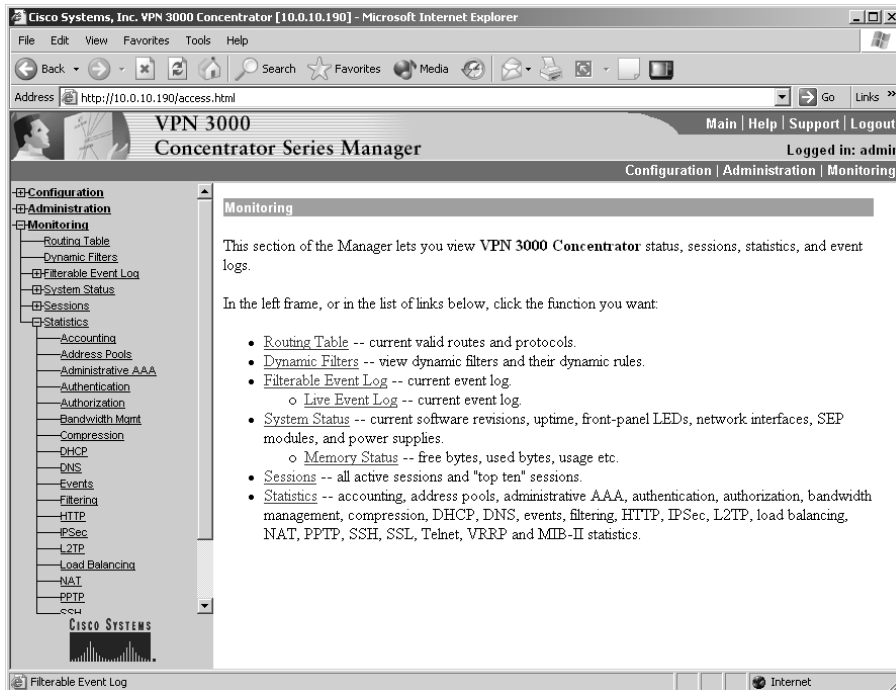 Cisco Systems, Inc. VPN 3000 Concentrator [10.0.10.190] - Microsoft Internet Explorer
File Edit View Favorites Tools Help
Back Search Favorites Media
Address http://10.0.10.190/access.html Go Links »
VPN 3000
Concentrator Series Manager
Main | Help | Support | Logout
Logged in: admin
Configuration | Administration | Monitoring
Configuration
Administration
Monitoring
Routing Table
Dynamic Filters
Filterable Event Log
System Status
Sessions
Statistics
Accounting
Address Pools
Administrative AAA
Authentication
Authorization
Bandwidth Mgmt
Compression
DHCP
DNS
Events
Filtering
HTTP
IPSec
L2TP
Load Balancing
NAT
PPTP
SSH
CISCO SYSTEMS
Monitoring
This section of the Manager lets you view VPN 3000 Concentrator status, sessions, statistics, and event
logs.
In the left frame, or in the list of links below, click the function you want:
• Routing Table -- current valid routes and protocols.
• Dynamic Filters -- view dynamic filters and their dynamic rules.
• Filterable Event Log -- current event log.
o Live Event Log -- current event log.
• System Status -- current software revisions, uptime, front-panel LEDs, network interfaces, SEP
modules, and power supplies.
o Memory Status -- free bytes, used bytes, usage etc.
• Sessions -- all active sessions and "top ten" sessions.
• Statistics -- accounting, address pools, administrative AAA, authentication, authorization, bandwidth
management, compression, DHCP, DNS, events, filtering, HTTP, IPSec, L2TP, load balancing,
NAT, PPTP, SSH, SSL, Telnet, VRRP and MIB-II statistics.
Filterable Event Log
Internet